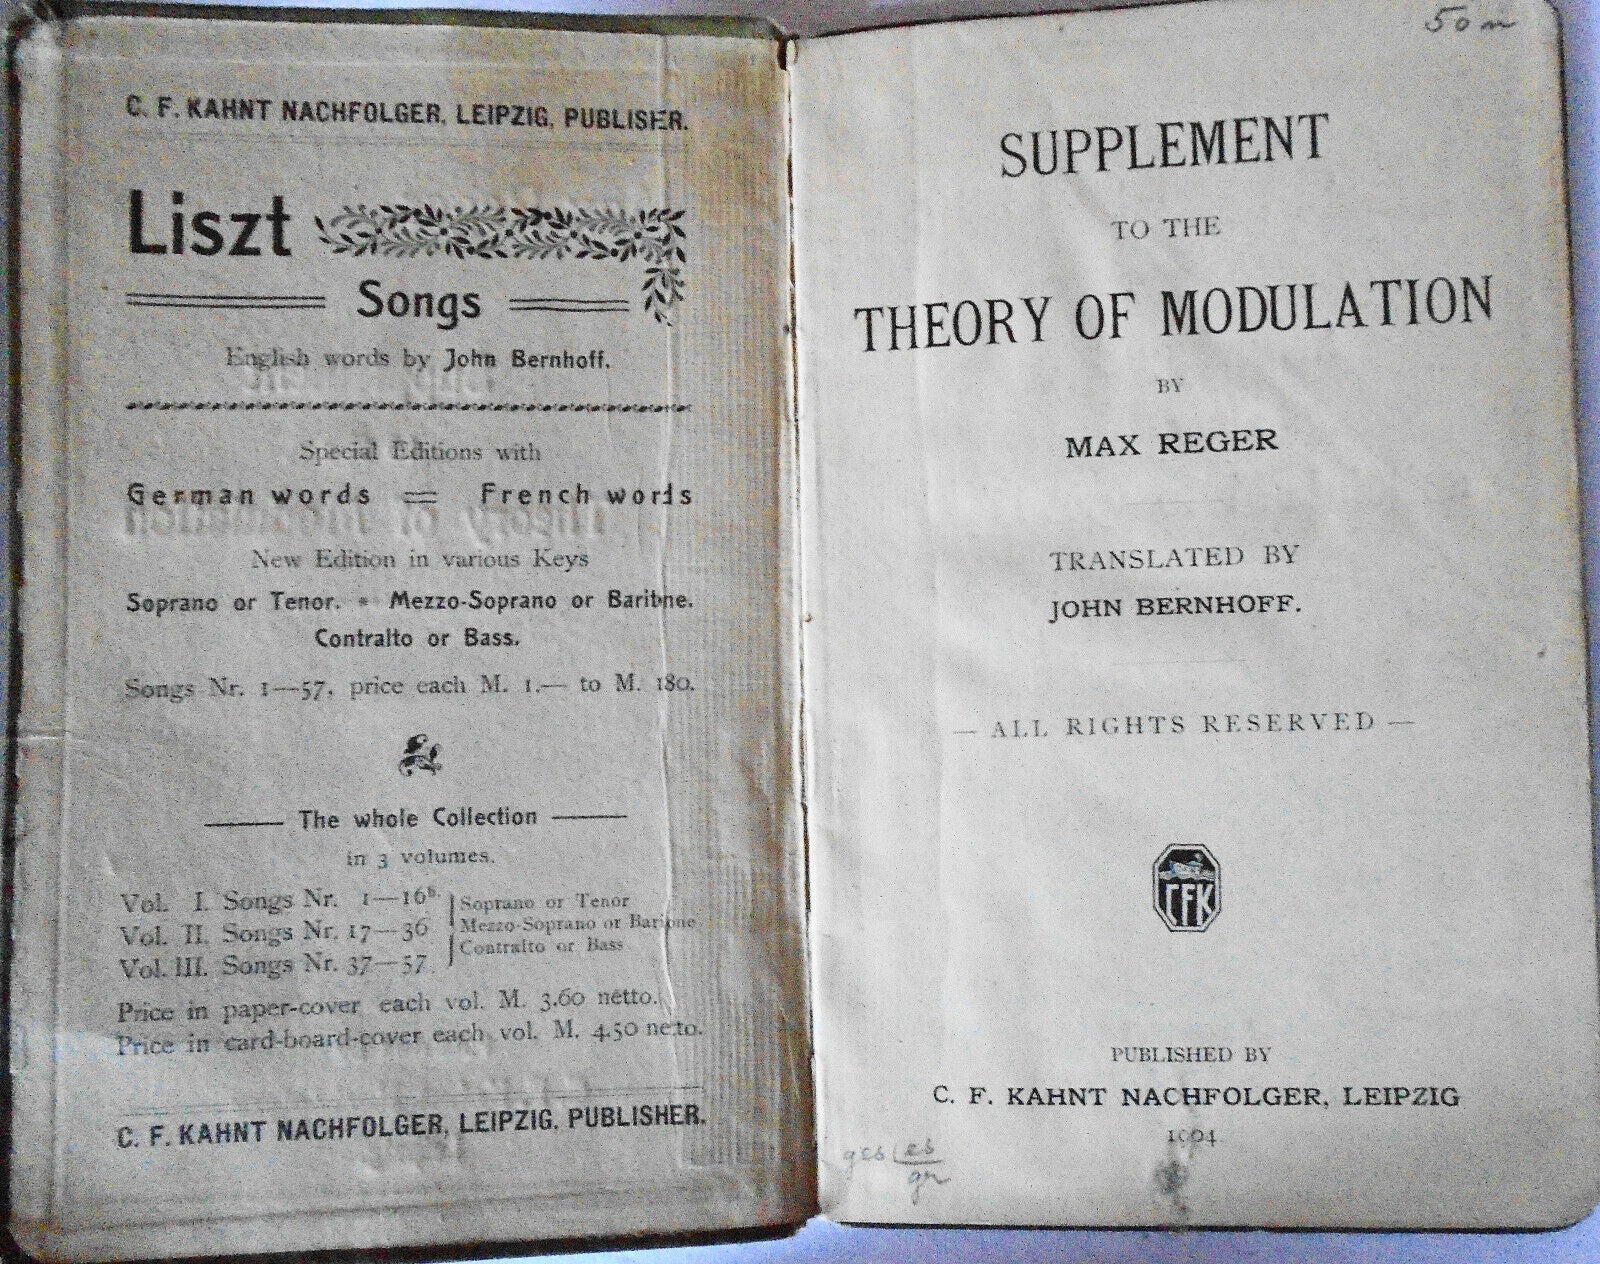 C. F. KAHNT NACHFOLGER, LEIPZIG, PUBLISHER.
Liszt
Songs
English words by John Bernhoff.
Special Editions with
German words = French words
New Edition in various Keys
Soprano or Tenor. * Mezzo-Soprano or Baritone.
Contralto or Bass.
Songs Nr. 1—57, price each M. 1.— to M. 180.
The whole Collection
in 3 volumes.
Vol. I. Songs Nr. 1—16b.
Vol. II. Songs Nr. 17—36
Vol. III. Songs Nr. 37—57.
Soprano or Tenor
Mezzo-Soprano or Baritone
Contralto or Bass
Price in paper-cover each vol. M. 3.60 netto.
Price in card-board-cover each vol. M. 4.50 netto.
C. F. KAHNT NACHFOLGER, LEIPZIG, PUBLISHER.
50
SUPPLEMENT
TO THE
THEORY OF MODULATION
BY
MAX REGER
TRANSLATED BY
JOHN BERNHOFF.
— ALL RIGHTS RESERVED —
CFK
PUBLISHED BY
C. F. KAHNT NACHFOLGER, LEIPZIG
1904